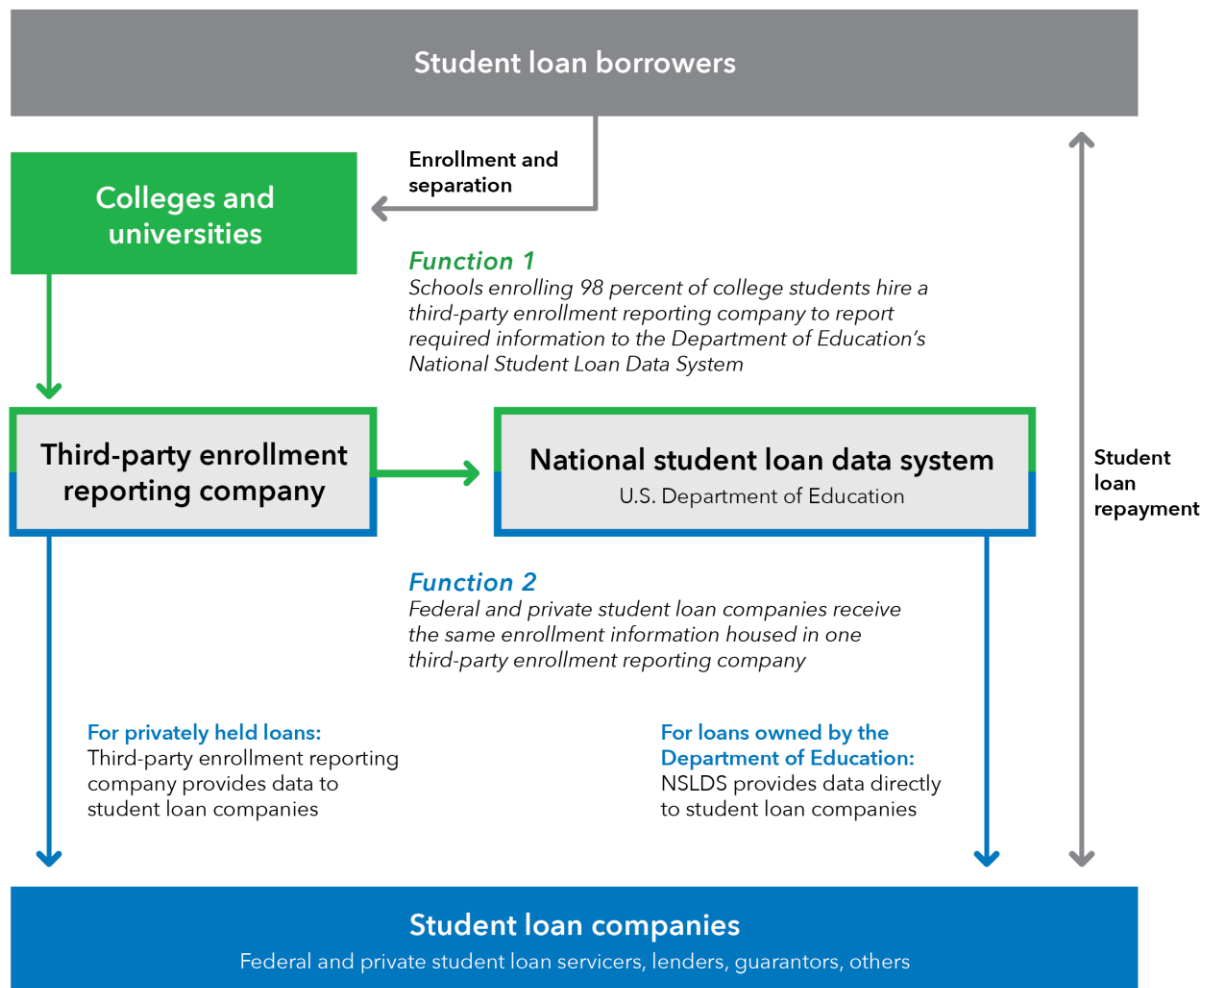 Student loan borrowers
Enrollment and
separation
Colleges and
universities
Function 1
Schools enrolling 98 percent of college students hire a
third-party enrollment reporting company to report
required information to the Department of Education’s
National Student Loan Data System
Third-party enrollment
reporting company
National student loan data system
U.S. Department of Education
Student
loan
repayment
Function 2
Federal and private student loan companies receive
the same enrollment information housed in one
third-party enrollment reporting company
For privately held loans:
Third-party enrollment reporting
company provides data to
student loan companies
For loans owned by the
Department of Education:
NSLDS provides data directly
to student loan companies
Student loan companies
Federal and private student loan servicers, lenders, guarantors, others